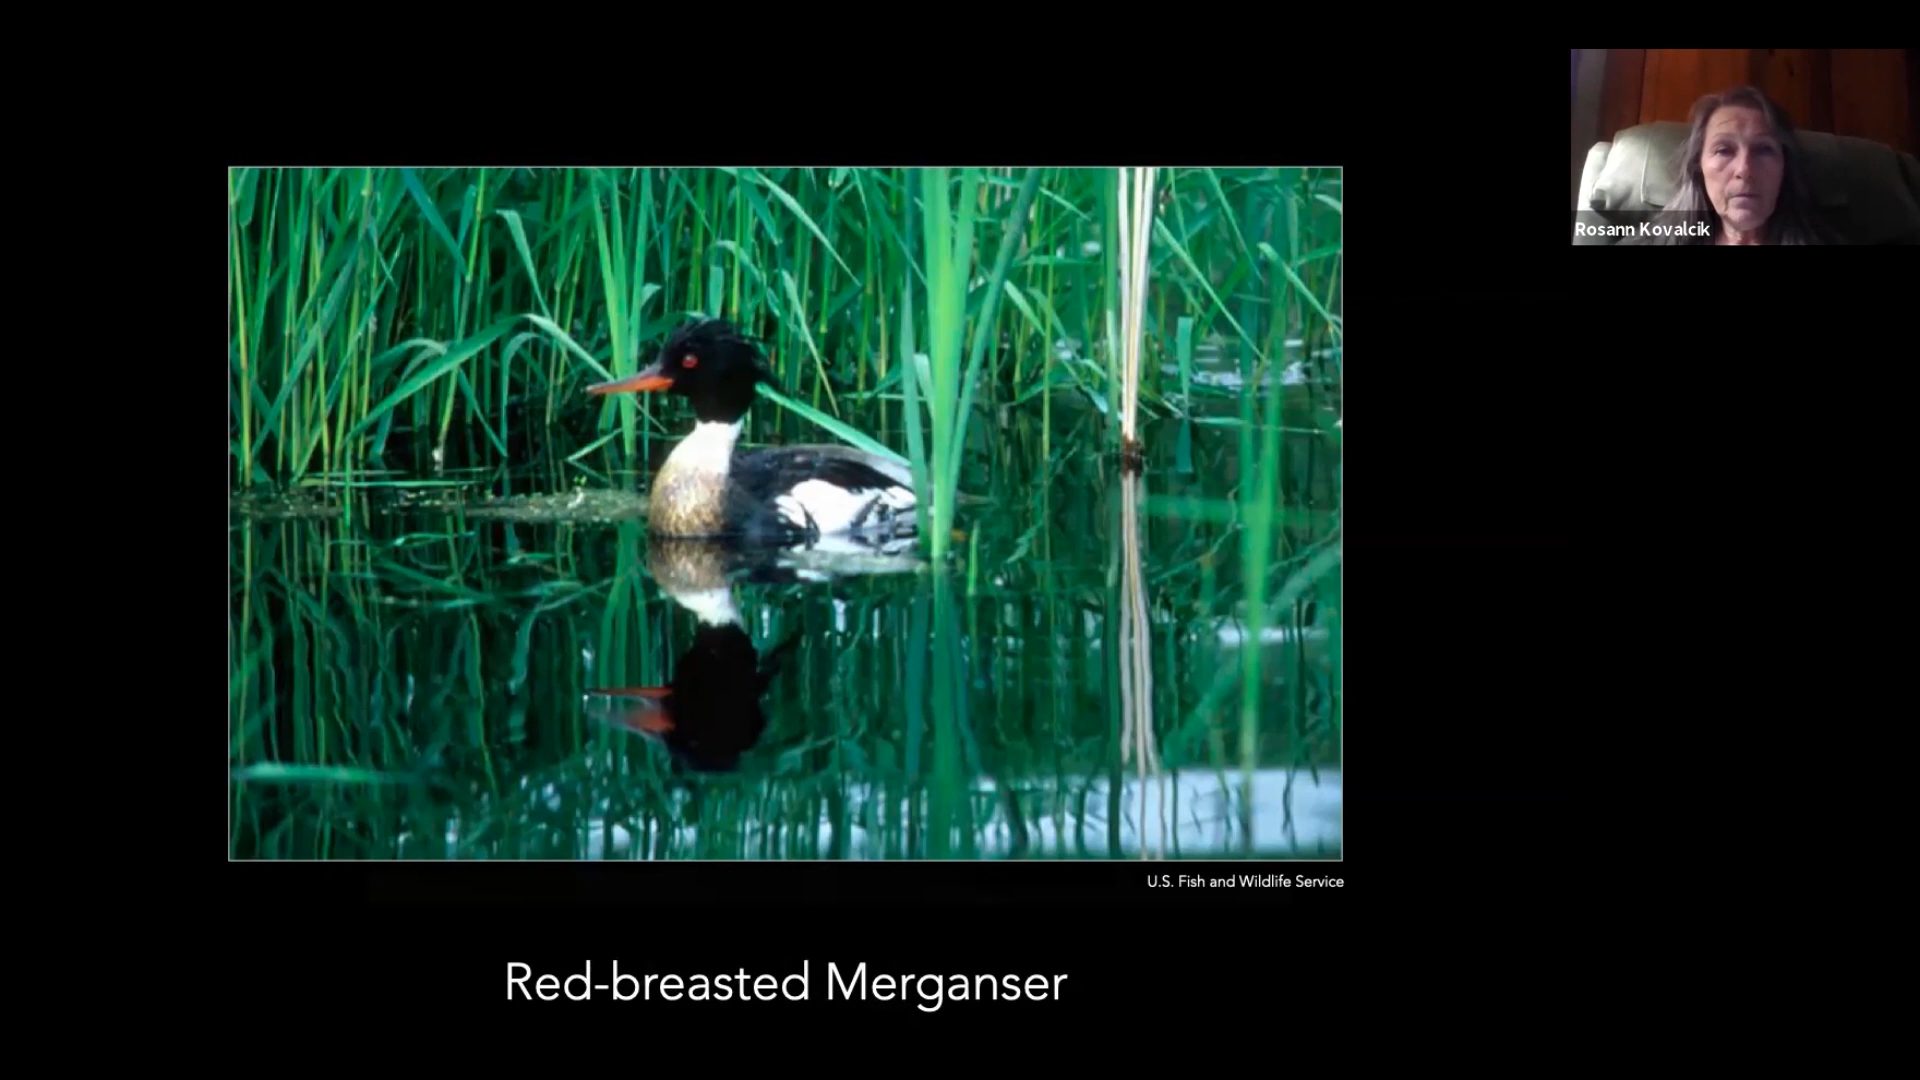 Rosann Kovalcik
U.S. Fish and Wildlife Service
Red-breasted Merganser